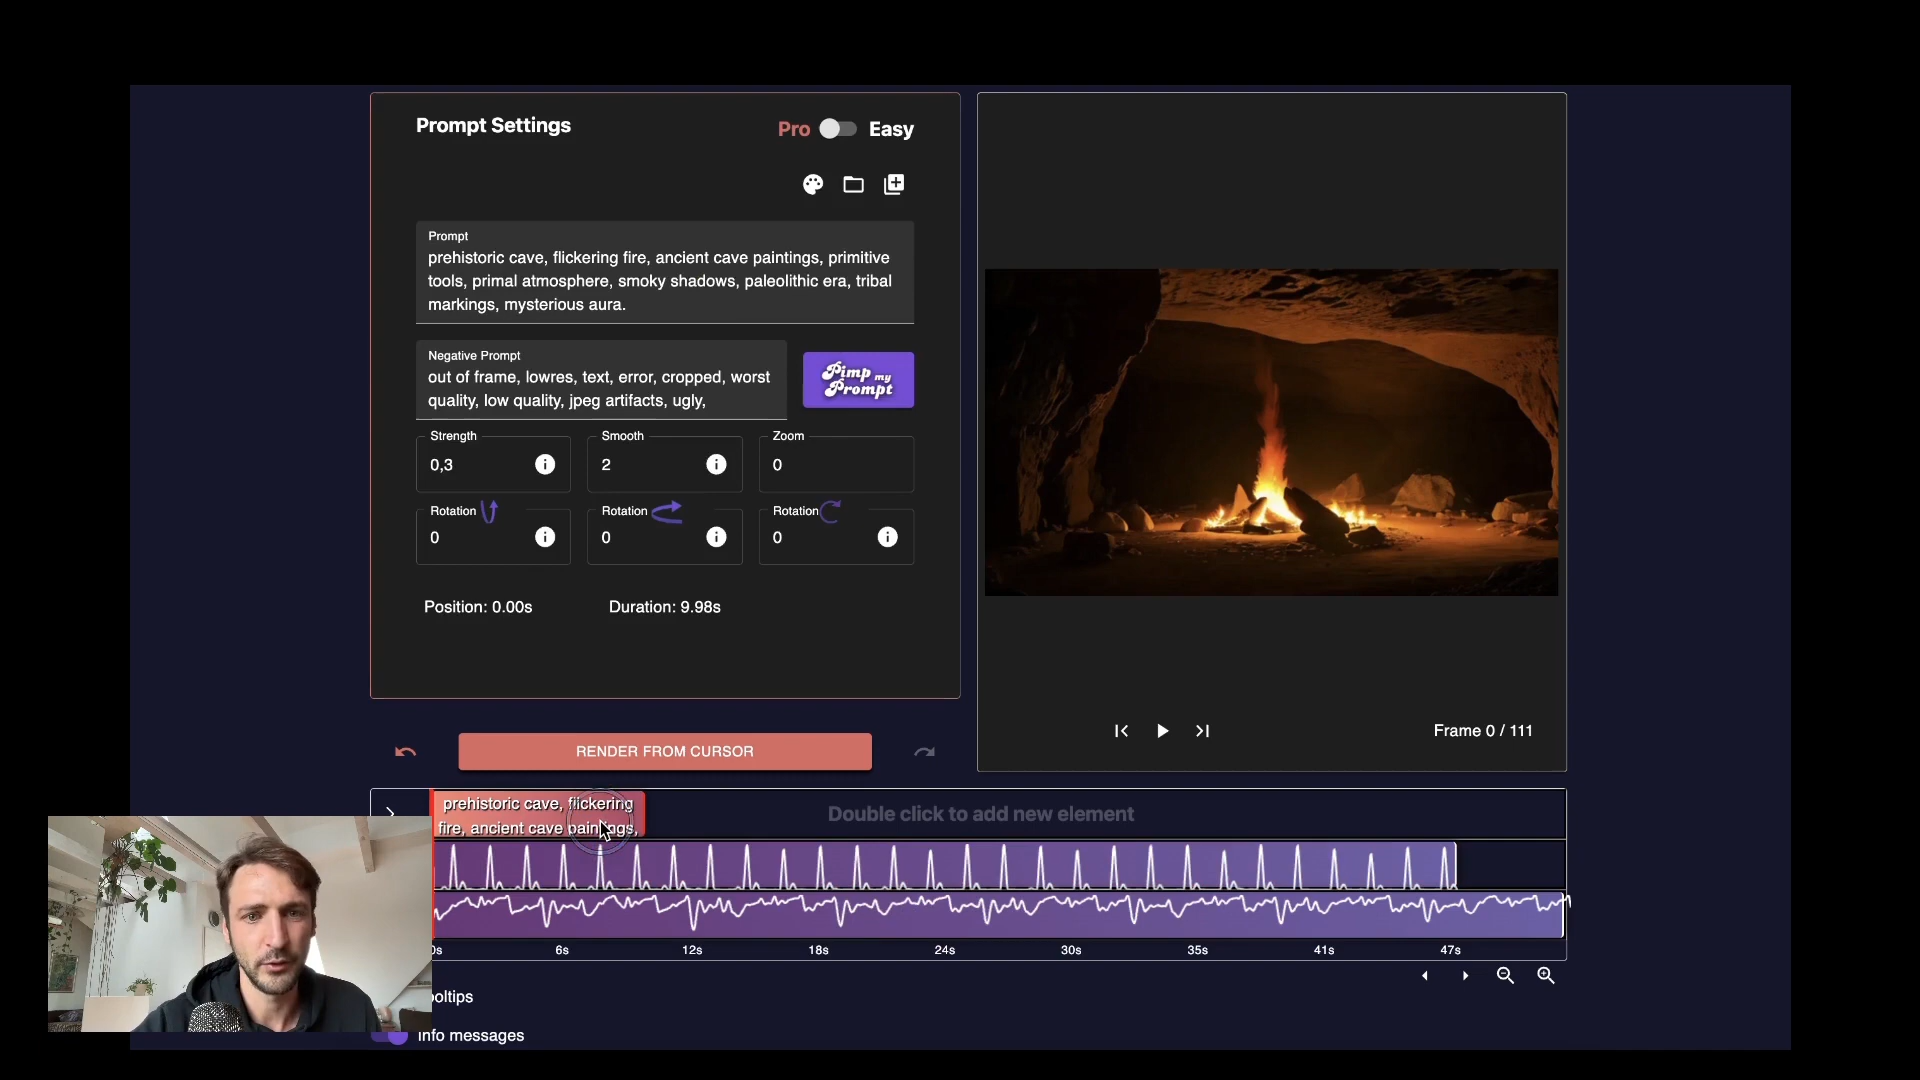 Prompt Settings
Pro Easy
Prompt
prehistoric cave, flickering fire, ancient cave paintings, primitive
tools, primal atmosphere, smoky shadows, paleolithic era, tribal
markings, mysterious aura.
Negative Prompt
out of frame, lowres, text, error, cropped, worst
quality, low quality, jpeg artifacts, ugly,
Pimp my
Prompt
Strength
0,3
Smooth
2
Zoom
0
Rotation
0
Rotation
0
Rotation
0
Position: 0.00s
Duration: 9.98s
RENDER FROM CURSOR
Frame 0 / 111
prehistoric cave, flickering
fire, ancient cave paintings,
Double click to add new element
0s 6s 12s 18s 24s 30s 35s 41s 47s
ooltips
Info messages